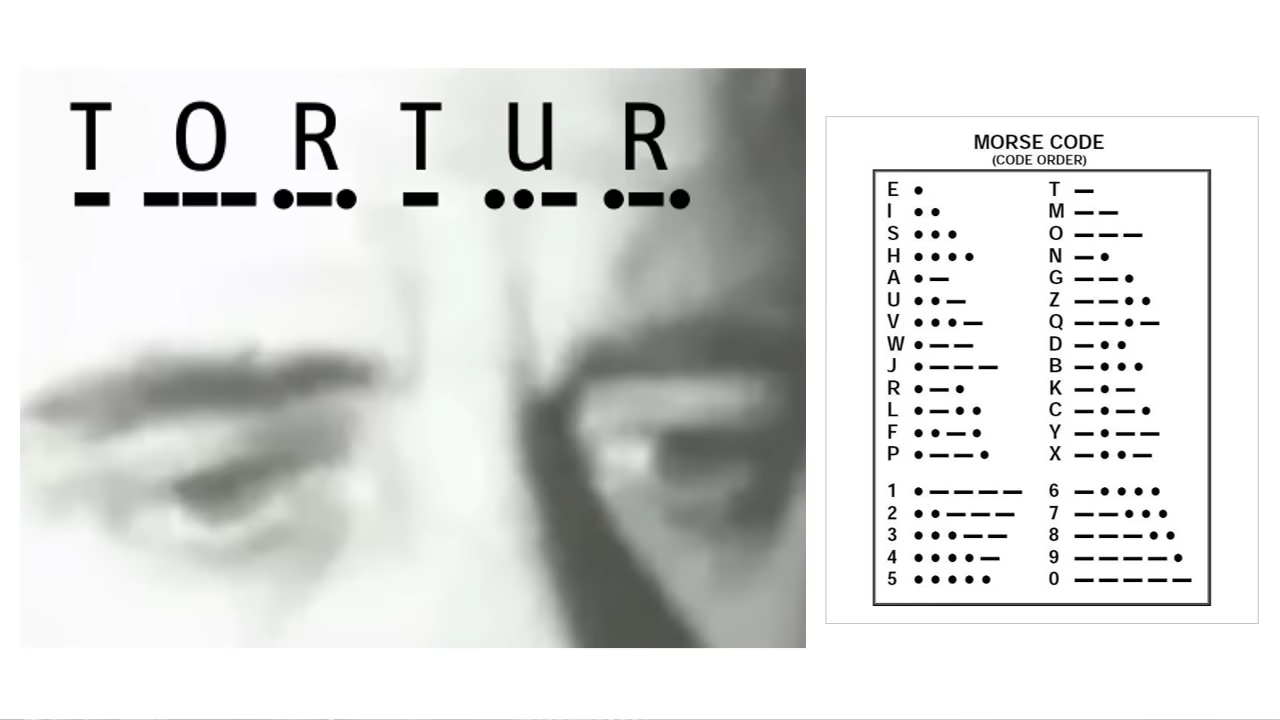 T O R T U R
▬ ▬▬▬ ●▬● ▬ ●●▬ ●▬●
MORSE CODE
(CODE ORDER)
E ● T —
I ●● M ——
S ●●● O ———
H ●●●● N —●
A ●— G ——●
U ●●— Z ——●●
V ●●●— Q ——●—
W ●—— D —●●
J ●——— B —●●●
R ●—● K —●—
L ●—●● C —●—●
F ●●—● Y —●——
P ●——● X —●●—
1 ●———— 6 —●●●●
2 ●●——— 7 ——●●●
3 ●●●—— 8 ———●●
4 ●●●●— 9 ————●
5 ●●●●● 0 —————